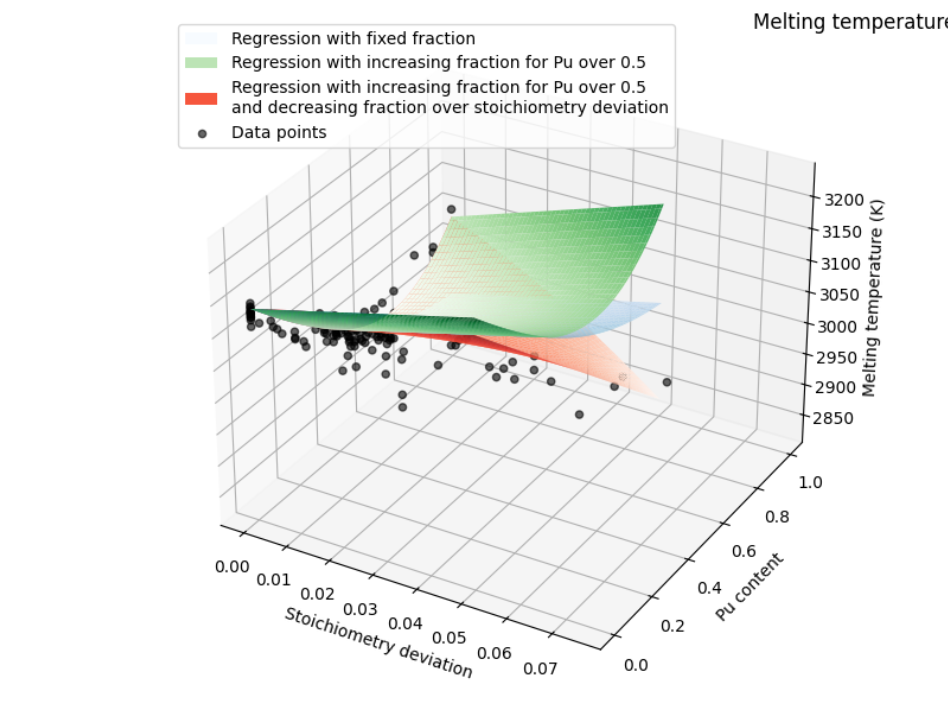 Melting temperature
Regression with fixed fraction
Regression with increasing fraction for Pu over 0.5
Regression with increasing fraction for Pu over 0.5
and decreasing fraction over stoichiometry deviation
Data points
3200
3150
3100
3050
3000
2950
2900
2850
Melting temperature (K)
1.0
0.8
0.6
0.4
0.2
0.0
Pu content
0.00
0.01
0.02
0.03
0.04
0.05
0.06
0.07
Stoichiometry deviation